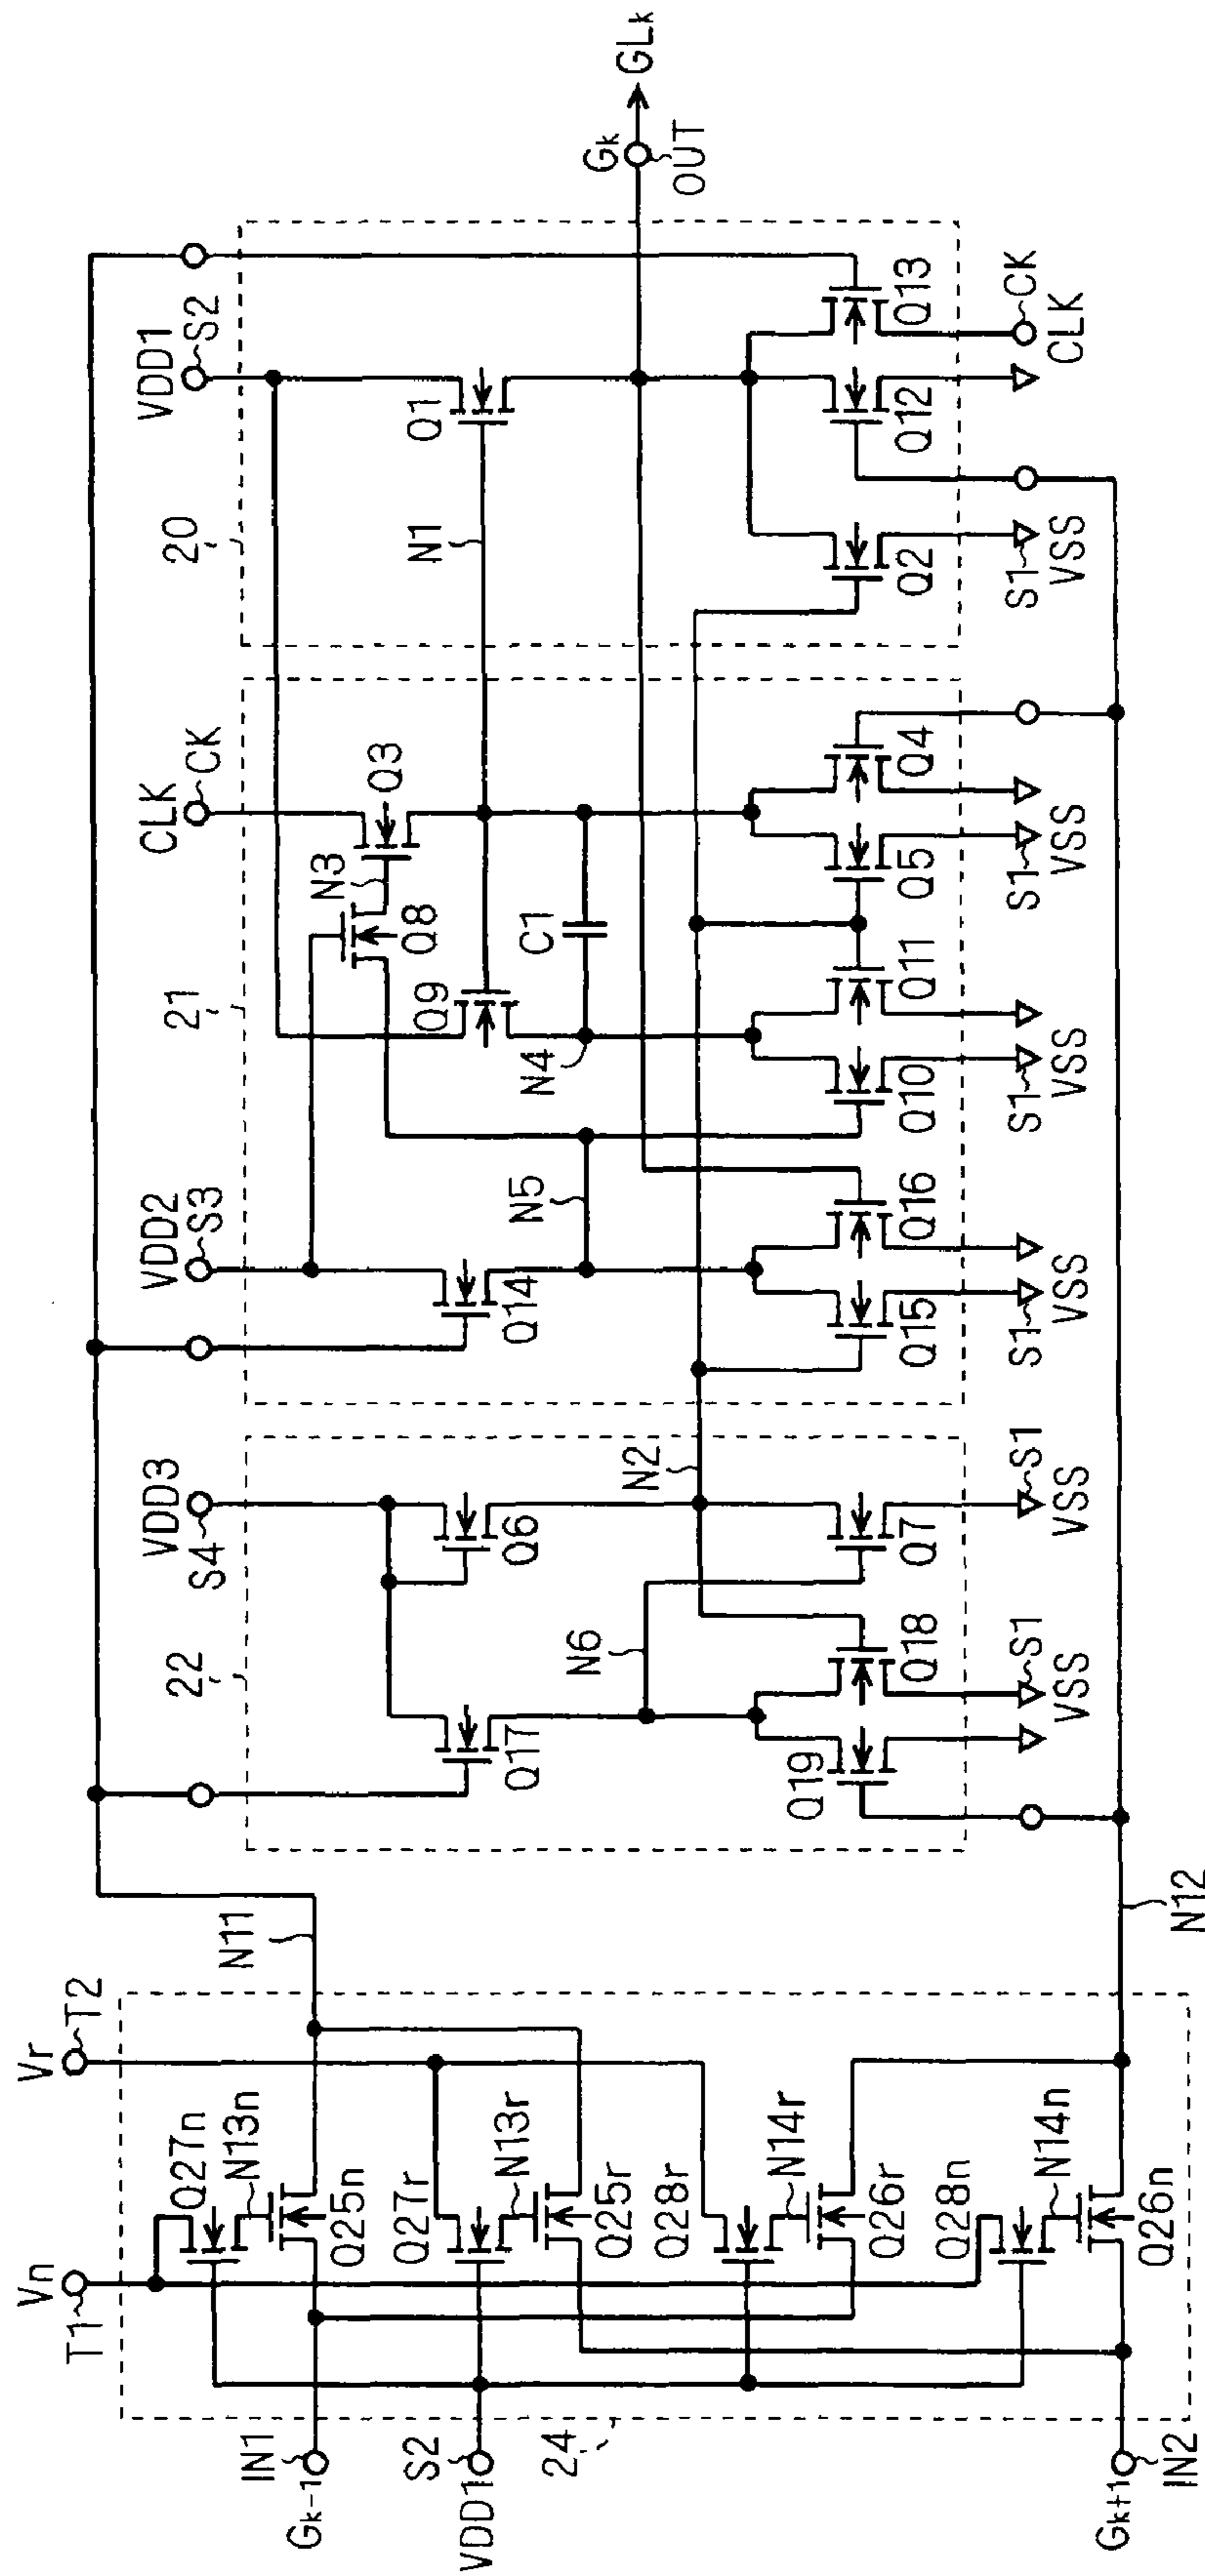 Vn
T1
Vr
T2
Q27n
N13n
Q25n
Q27r
N13r
Q25r
Q28r
N14r
Q26r
Q28n
N14n
Q26n
IN1
Gk-1
S2
VDD1
24
Gk+1
IN2
N11
N12
22
VDD3
S4
Q17
Q6
N6
N2
Q19
Q18
Q7
S1
VSS
S1
VSS
21
VDD2
S3
Q14
N5
Q15
Q16
S1
VSS
CLK
CK
N3
Q3
Q8
Q9
C1
N4
Q10
Q11
S1
VSS
Q5
Q4
S1
VSS
20
VDD1
S2
N1
Q1
Q2
S1
VSS
Q12
Q13
CK
CLK
Gk
OUT
GLk